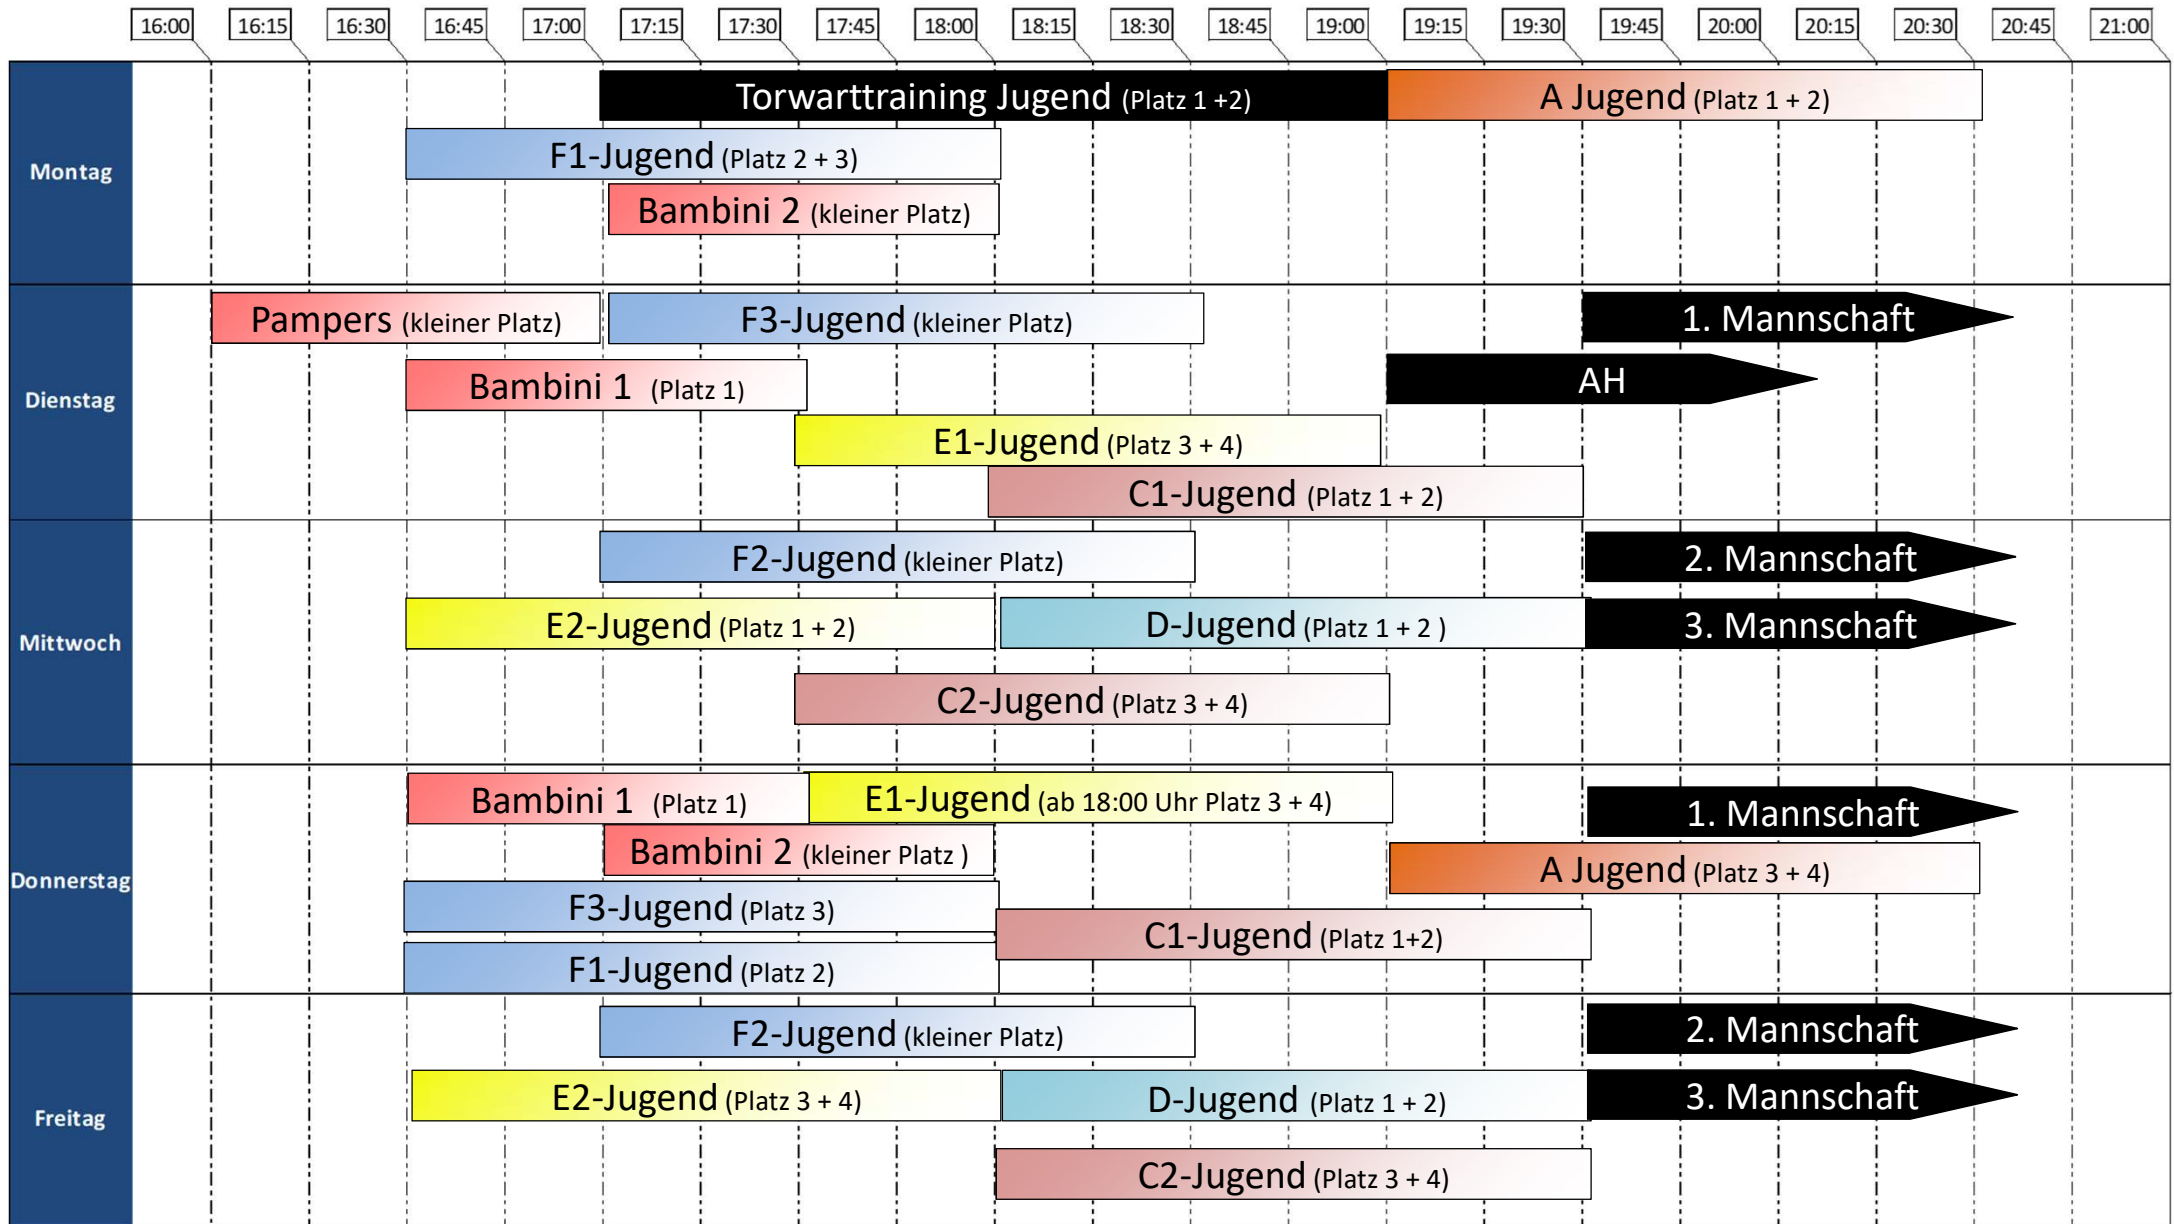 16:00 16:15 16:30 16:45 17:00 17:15 17:30 17:45 18:00 18:15 18:30 18:45 19:00 19:15 19:30 19:45 20:00 20:15 20:30 20:45 21:00
Montag
Torwarttraining Jugend (Platz 1 +2)
A Jugend (Platz 1 + 2)
F1-Jugend (Platz 2 + 3)
Bambini 2 (kleiner Platz)
Dienstag
Pampers (kleiner Platz)
F3-Jugend (kleiner Platz)
1. Mannschaft
Bambini 1 (Platz 1)
AH
E1-Jugend (Platz 3 + 4)
C1-Jugend (Platz 1 + 2)
Mittwoch
F2-Jugend (kleiner Platz)
2. Mannschaft
E2-Jugend (Platz 1 + 2)
D-Jugend (Platz 1 + 2 )
3. Mannschaft
C2-Jugend (Platz 3 + 4)
Donnerstag
Bambini 1 (Platz 1)
E1-Jugend (ab 18:00 Uhr Platz 3 + 4)
1. Mannschaft
Bambini 2 (kleiner Platz )
A Jugend (Platz 3 + 4)
F3-Jugend (Platz 3)
C1-Jugend (Platz 1+2)
F1-Jugend (Platz 2)
Freitag
F2-Jugend (kleiner Platz)
2. Mannschaft
E2-Jugend (Platz 3 + 4)
D-Jugend (Platz 1 + 2)
3. Mannschaft
C2-Jugend (Platz 3 + 4)